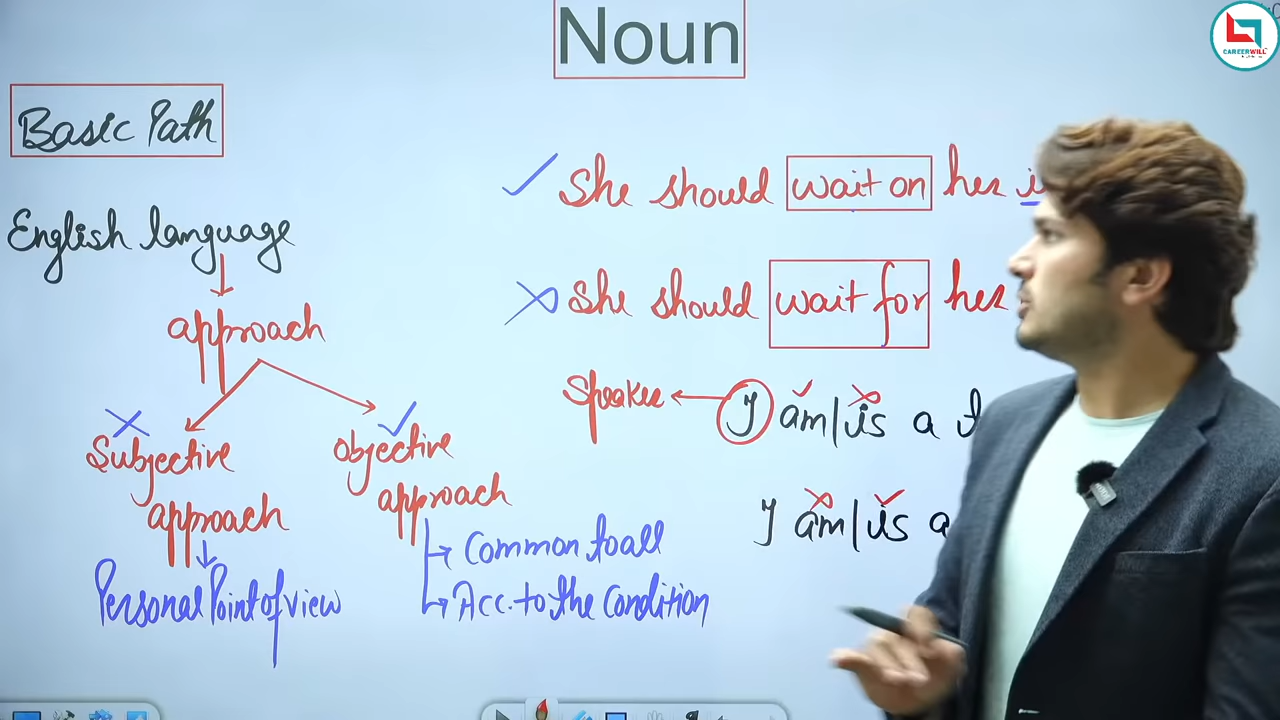 Noun
CAREERWILL
Basic Path
English language
approach
Subjective
approach
Personal Point of view
objective
approach
Common to all
Acc. to the Condition
She should wait on her
She should wait for her
Speaker
I am/is a
I am/is a